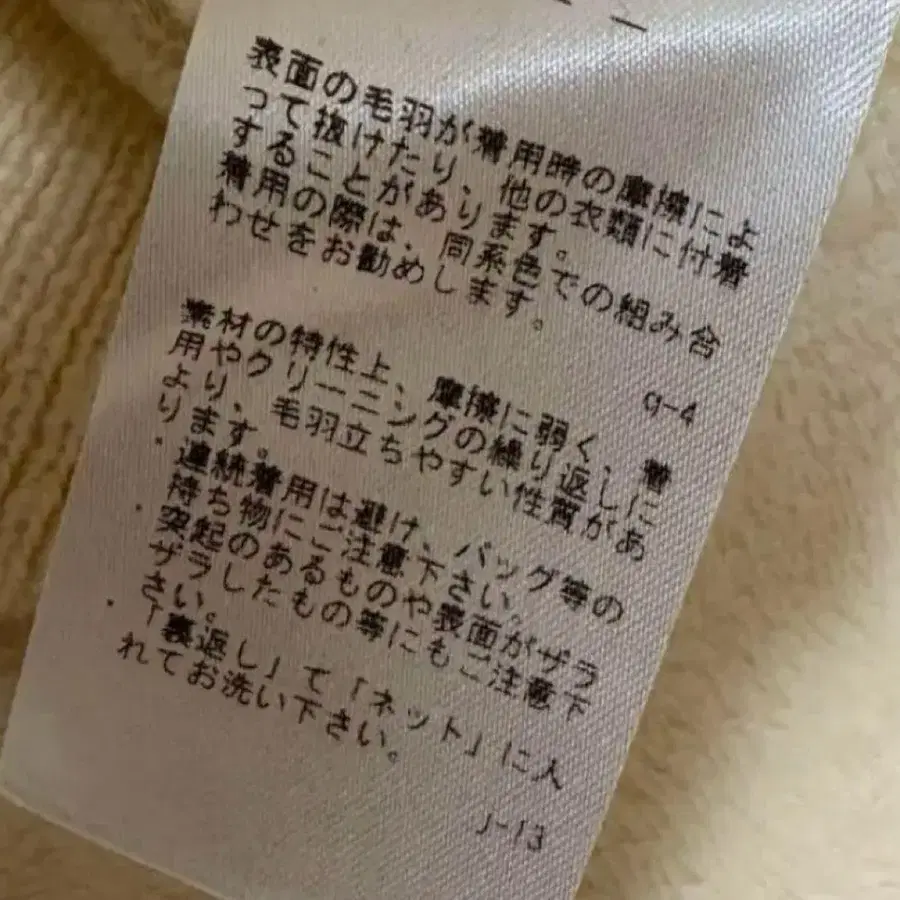 表面の毛羽が着用時の摩擦によ
って抜けたり、他の衣類に付着
することがあります。
着用の際は、同系色での組み合
わせをお勧めします。
g-4
素材の特性上、摩擦に弱く、着
用やクリーニングの繰り返しに
より、毛羽立ちやすい性質があ
ります。
・連続着用は避け、バッグ等の
持ち物にご注意下さい。
・突起のあるものや表面がザラ
ザラしたもの等にもご注意下
さい。
・「裏返し」て「ネット」に入
れてお洗い下さい。
J-13